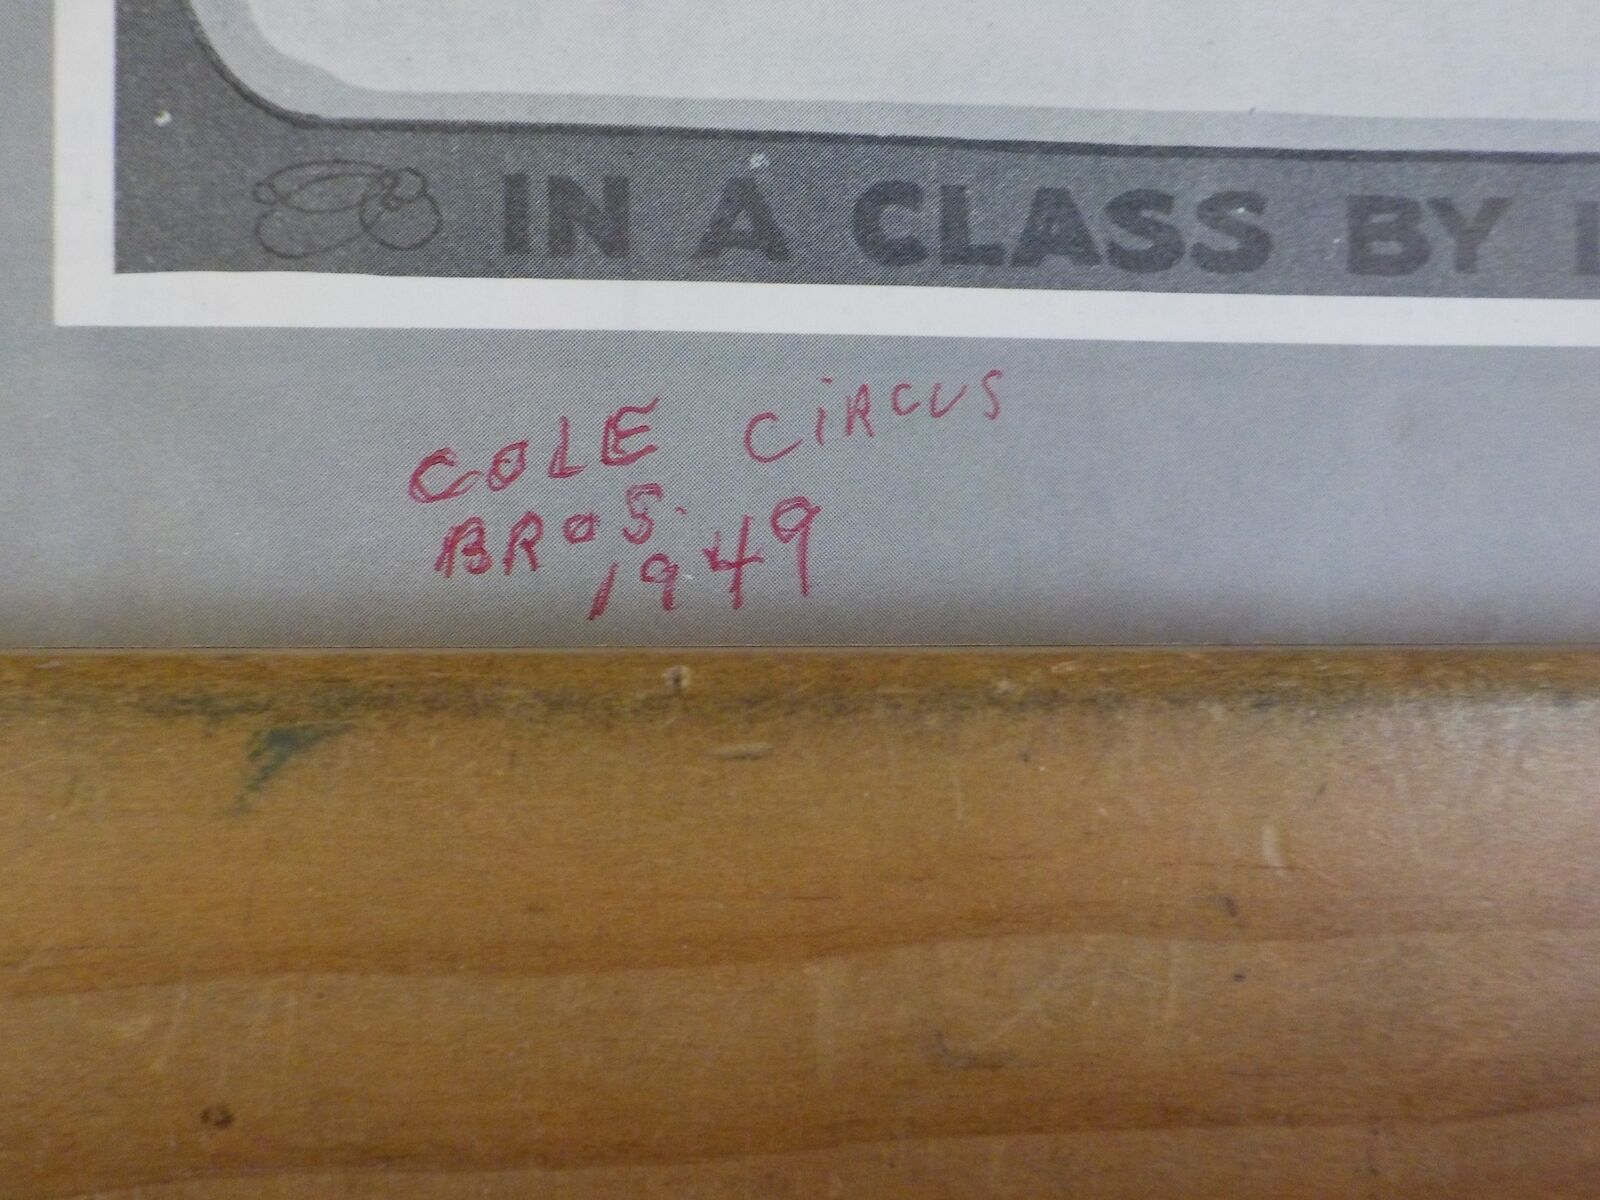 IN A CLASS BY
COLE CiRCUS
BROS.
1949